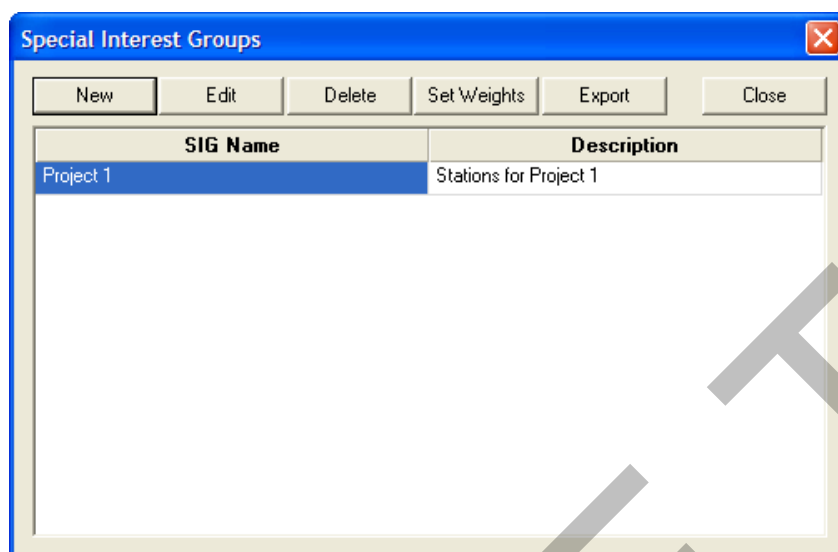 Special Interest Groups
New Edit Delete Set Weights Export Close
SIG Name Description
Project 1 Stations for Project 1